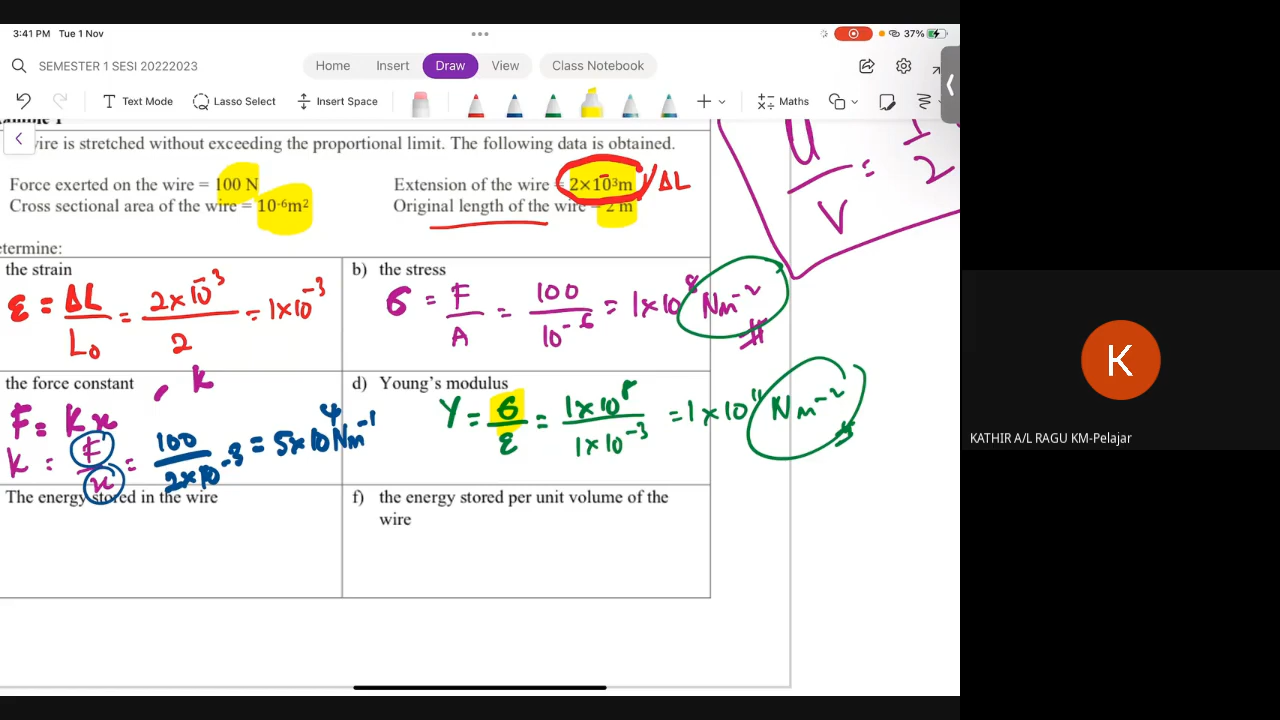 3:41 PM Tue 1 Nov
37%
SEMESTER 1 SESI 20222023
Home Insert Draw View Class Notebook
Text Mode Lasso Select Insert Space Maths
wire is stretched without exceeding the proportional limit. The following data is obtained.
Force exerted on the wire = 100 N
Extension of the wire = 2×10⁻³m / ΔL
Cross sectional area of the wire = 10⁻⁶m²
Original length of the wire = 2 m
etermine:
the strain
ε = ΔL/L₀ = 2×10⁻³/2 = 1×10⁻³
b) the stress
σ = F/A = 100/10⁻⁶ = 1×10⁸ Nm⁻²
the force constant , k
F = Kx
K = F/x = 100/2×10⁻³ = 5×10⁴ Nm⁻¹
d) Young's modulus
Y = σ/ε = 1×10⁸/1×10⁻³ = 1×10¹¹ Nm⁻²
The energy stored in the wire
f) the energy stored per unit volume of the
wire
U/V = 1/2
KATHIR A/L RAGU KM-Pelajar
K